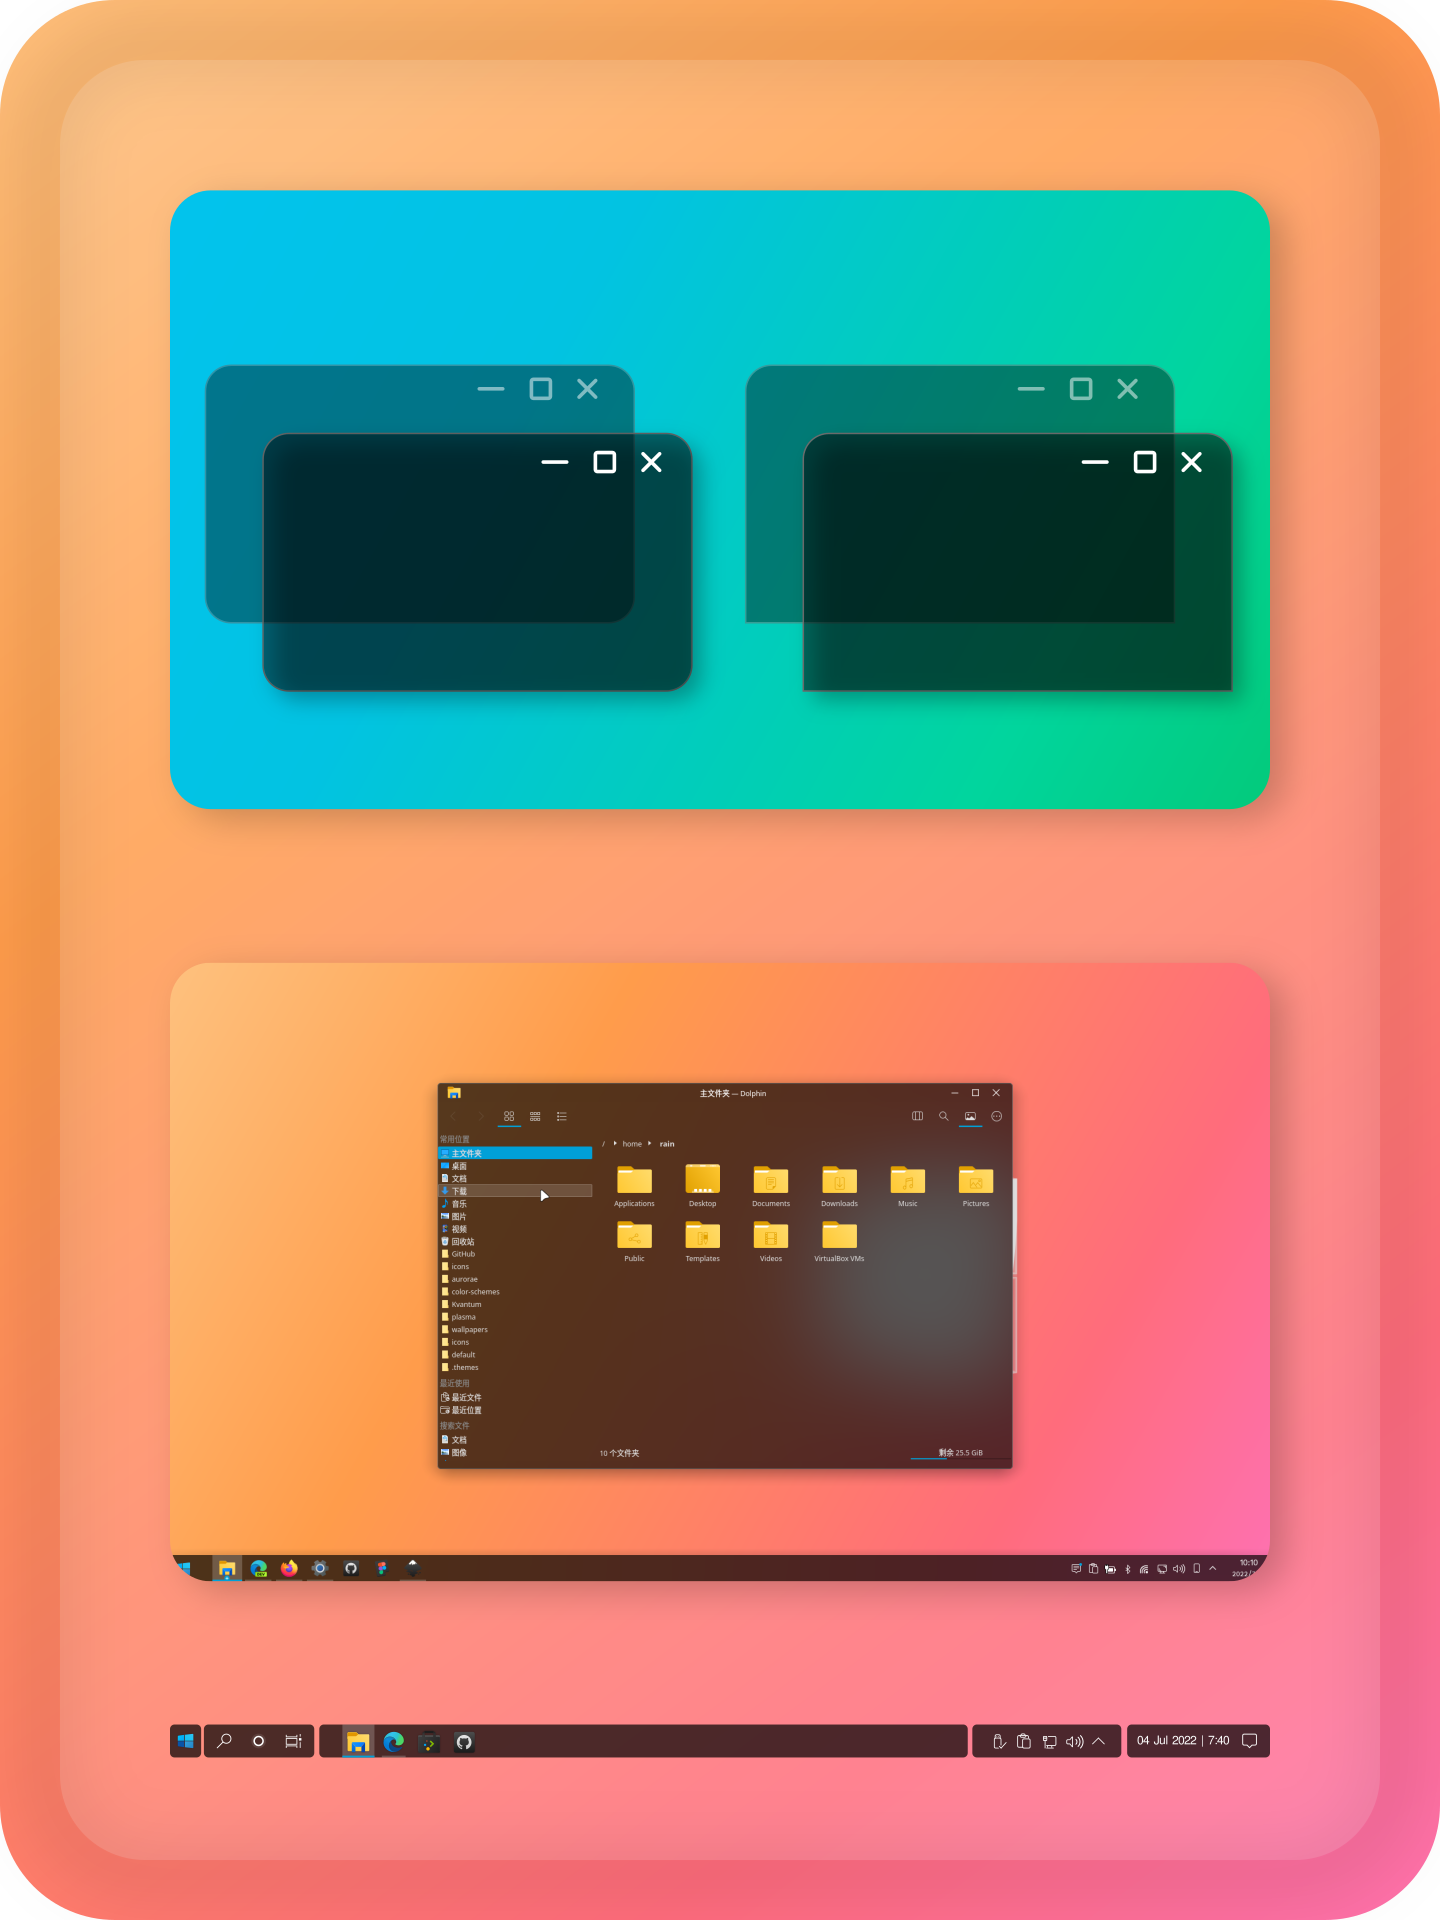 主文件夹 — Dolphin
常用位置
主文件夹
桌面
文档
下载
音乐
图片
视频
回收站
GitHub
icons
aurorae
color-schemes
Kvantum
plasma
wallpapers
icons
default
.themes
最近使用
最近文件
最近位置
搜索文件
文档
图像
/ home rain
Applications Desktop Documents Downloads Music Pictures
Public Templates Videos VirtualBox VMs
10 个文件夹
剩余 25.5 GiB
DEV
10:10
2022/
04 Jul 2022 | 7:40